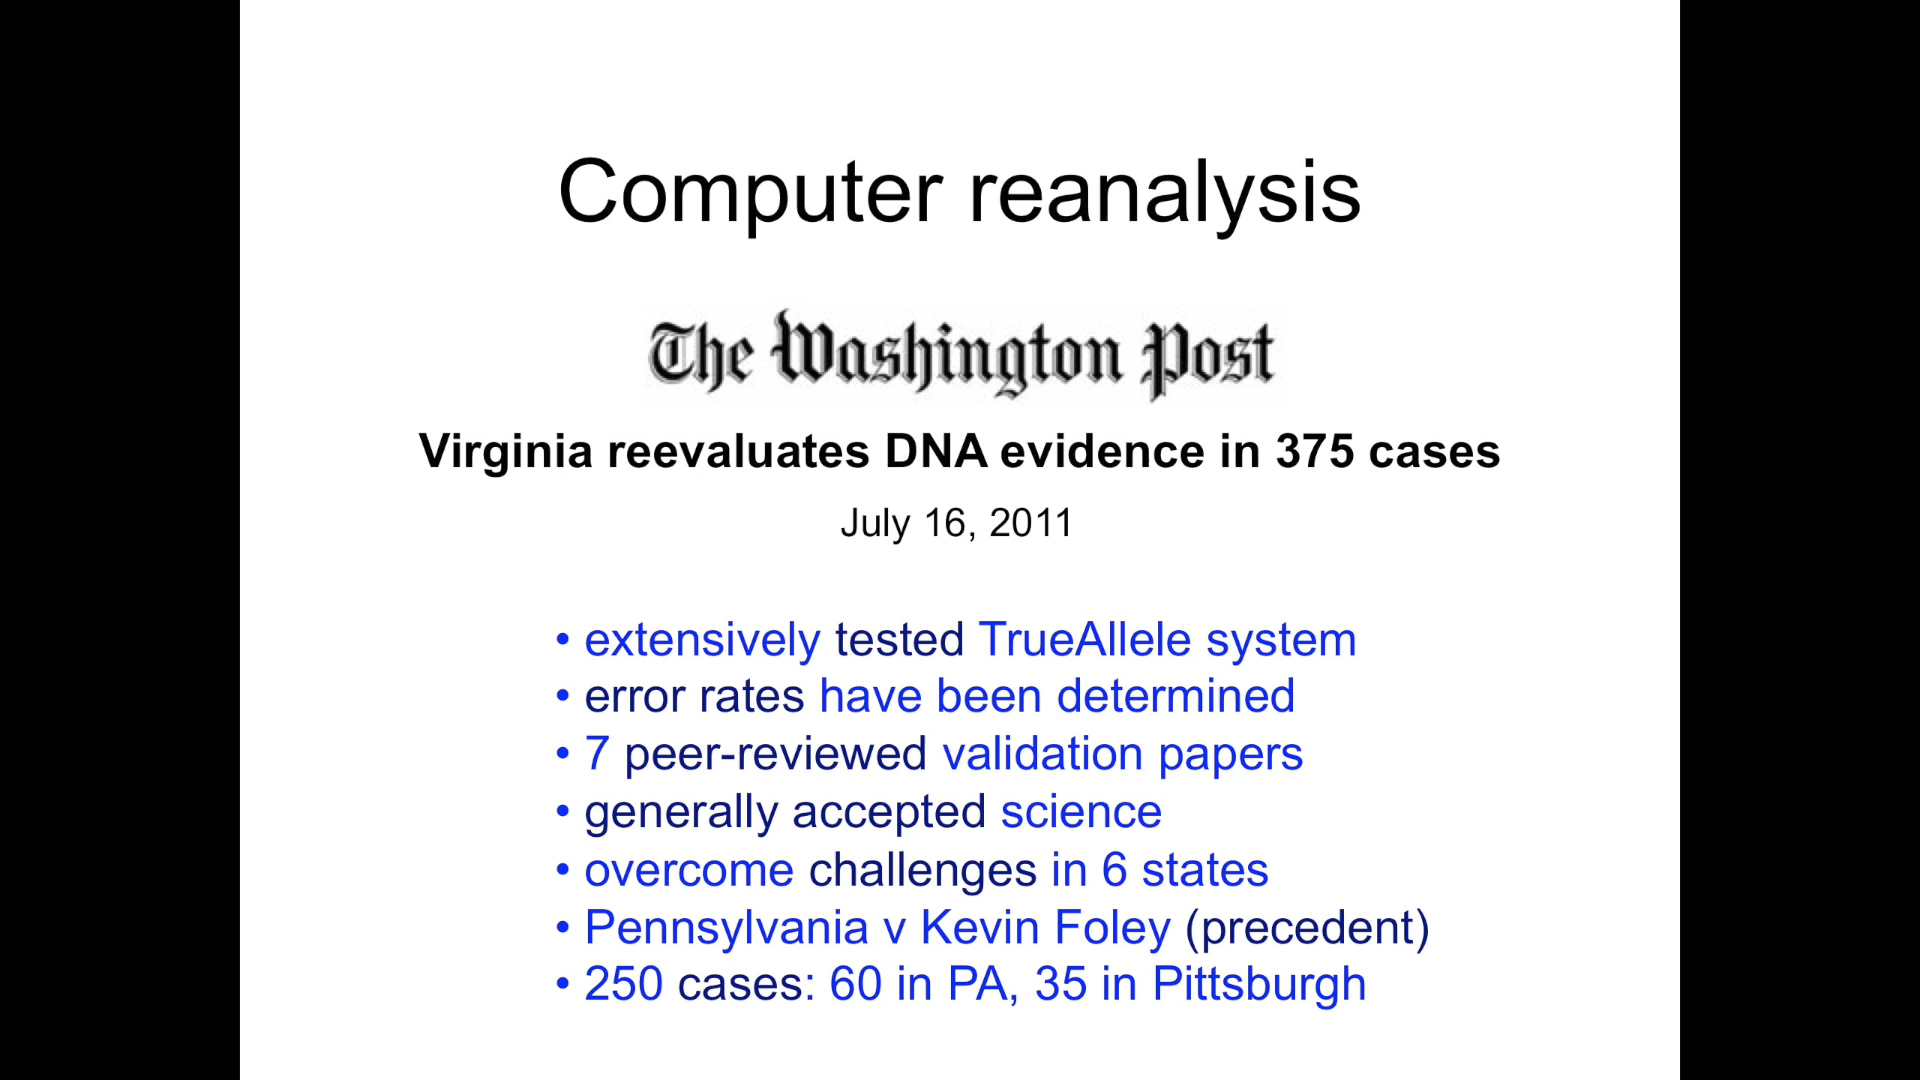 Computer reanalysis
The Washington Post
Virginia reevaluates DNA evidence in 375 cases
July 16, 2011
• extensively tested TrueAllele system
• error rates have been determined
• 7 peer-reviewed validation papers
• generally accepted science
• overcome challenges in 6 states
• Pennsylvania v Kevin Foley (precedent)
• 250 cases: 60 in PA, 35 in Pittsburgh